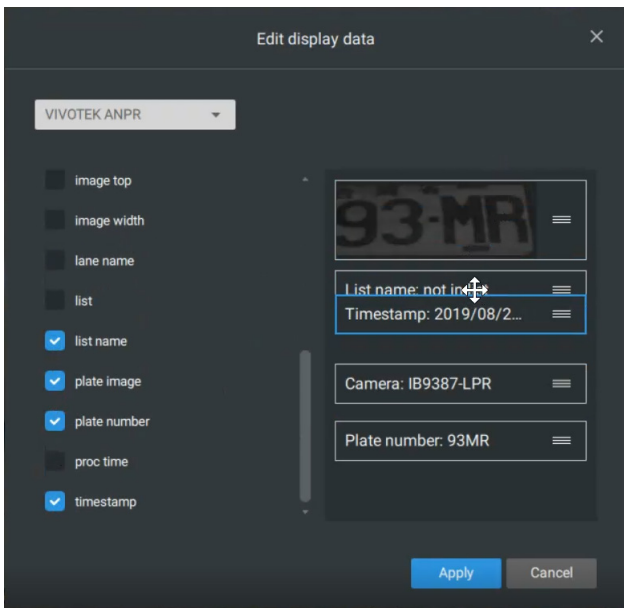 Edit display data
VIVOTEK ANPR
image top
image width
lane name
list
list name
plate image
plate number
proc time
timestamp
93-MR
List name: not in
Timestamp: 2019/08/2...
Camera: IB9387-LPR
Plate number: 93MR
Apply
Cancel